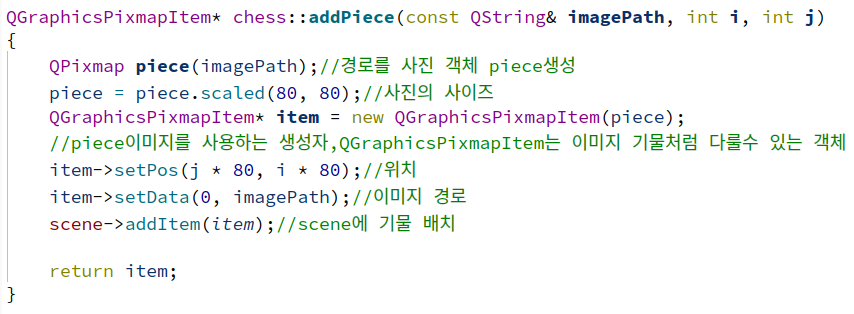 QGraphicsPixmapItem* chess::addPiece(const QString& imagePath, int i, int j)
{
    QPixmap piece(imagePath);//경로를 사진 객체 piece생성
    piece = piece.scaled(80, 80);//사진의 사이즈
    QGraphicsPixmapItem* item = new QGraphicsPixmapItem(piece);
    //piece이미지를 사용하는 생성자,QGraphicsPixmapItem는 이미지 기물처럼 다룰수 있는 객체
    item->setPos(j * 80, i * 80);//위치
    item->setData(0, imagePath);//이미지 경로
    scene->addItem(item);//scene에 기물 배치
    return item;
}